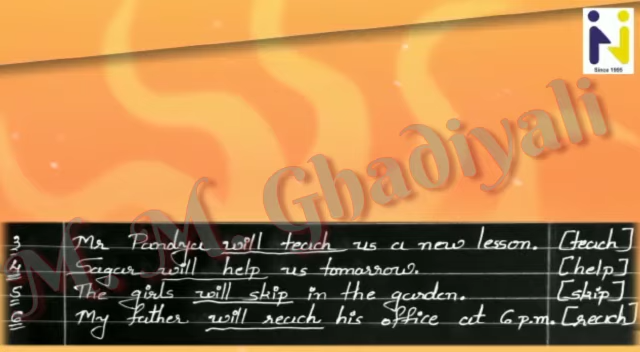 Since 1995
M. M. Ghadiyali
3 Mr Pandya will teach us a new lesson. [teach]
4 Sagar will help us tomorrow. [help]
5 The girls will skip in the garden. [skip]
6 My father will reach his office at 6 p.m. [reach]